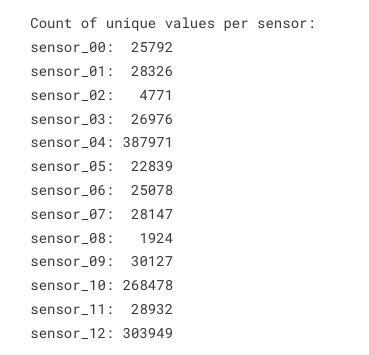 Count of unique values per sensor:
sensor_00:  25792
sensor_01:  28326
sensor_02:   4771
sensor_03:  26976
sensor_04: 387971
sensor_05:  22839
sensor_06:  25078
sensor_07:  28147
sensor_08:   1924
sensor_09:  30127
sensor_10: 268478
sensor_11:  28932
sensor_12: 303949